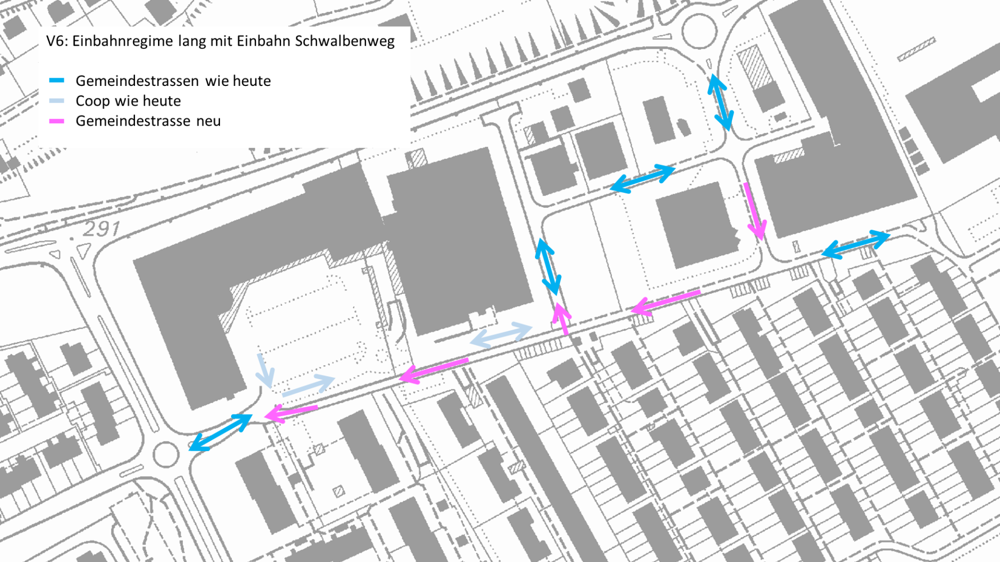 V6: Einbahnregime lang mit Einbahn Schwalbenweg
Gemeindestrassen wie heute
Coop wie heute
Gemeindestrasse neu
291